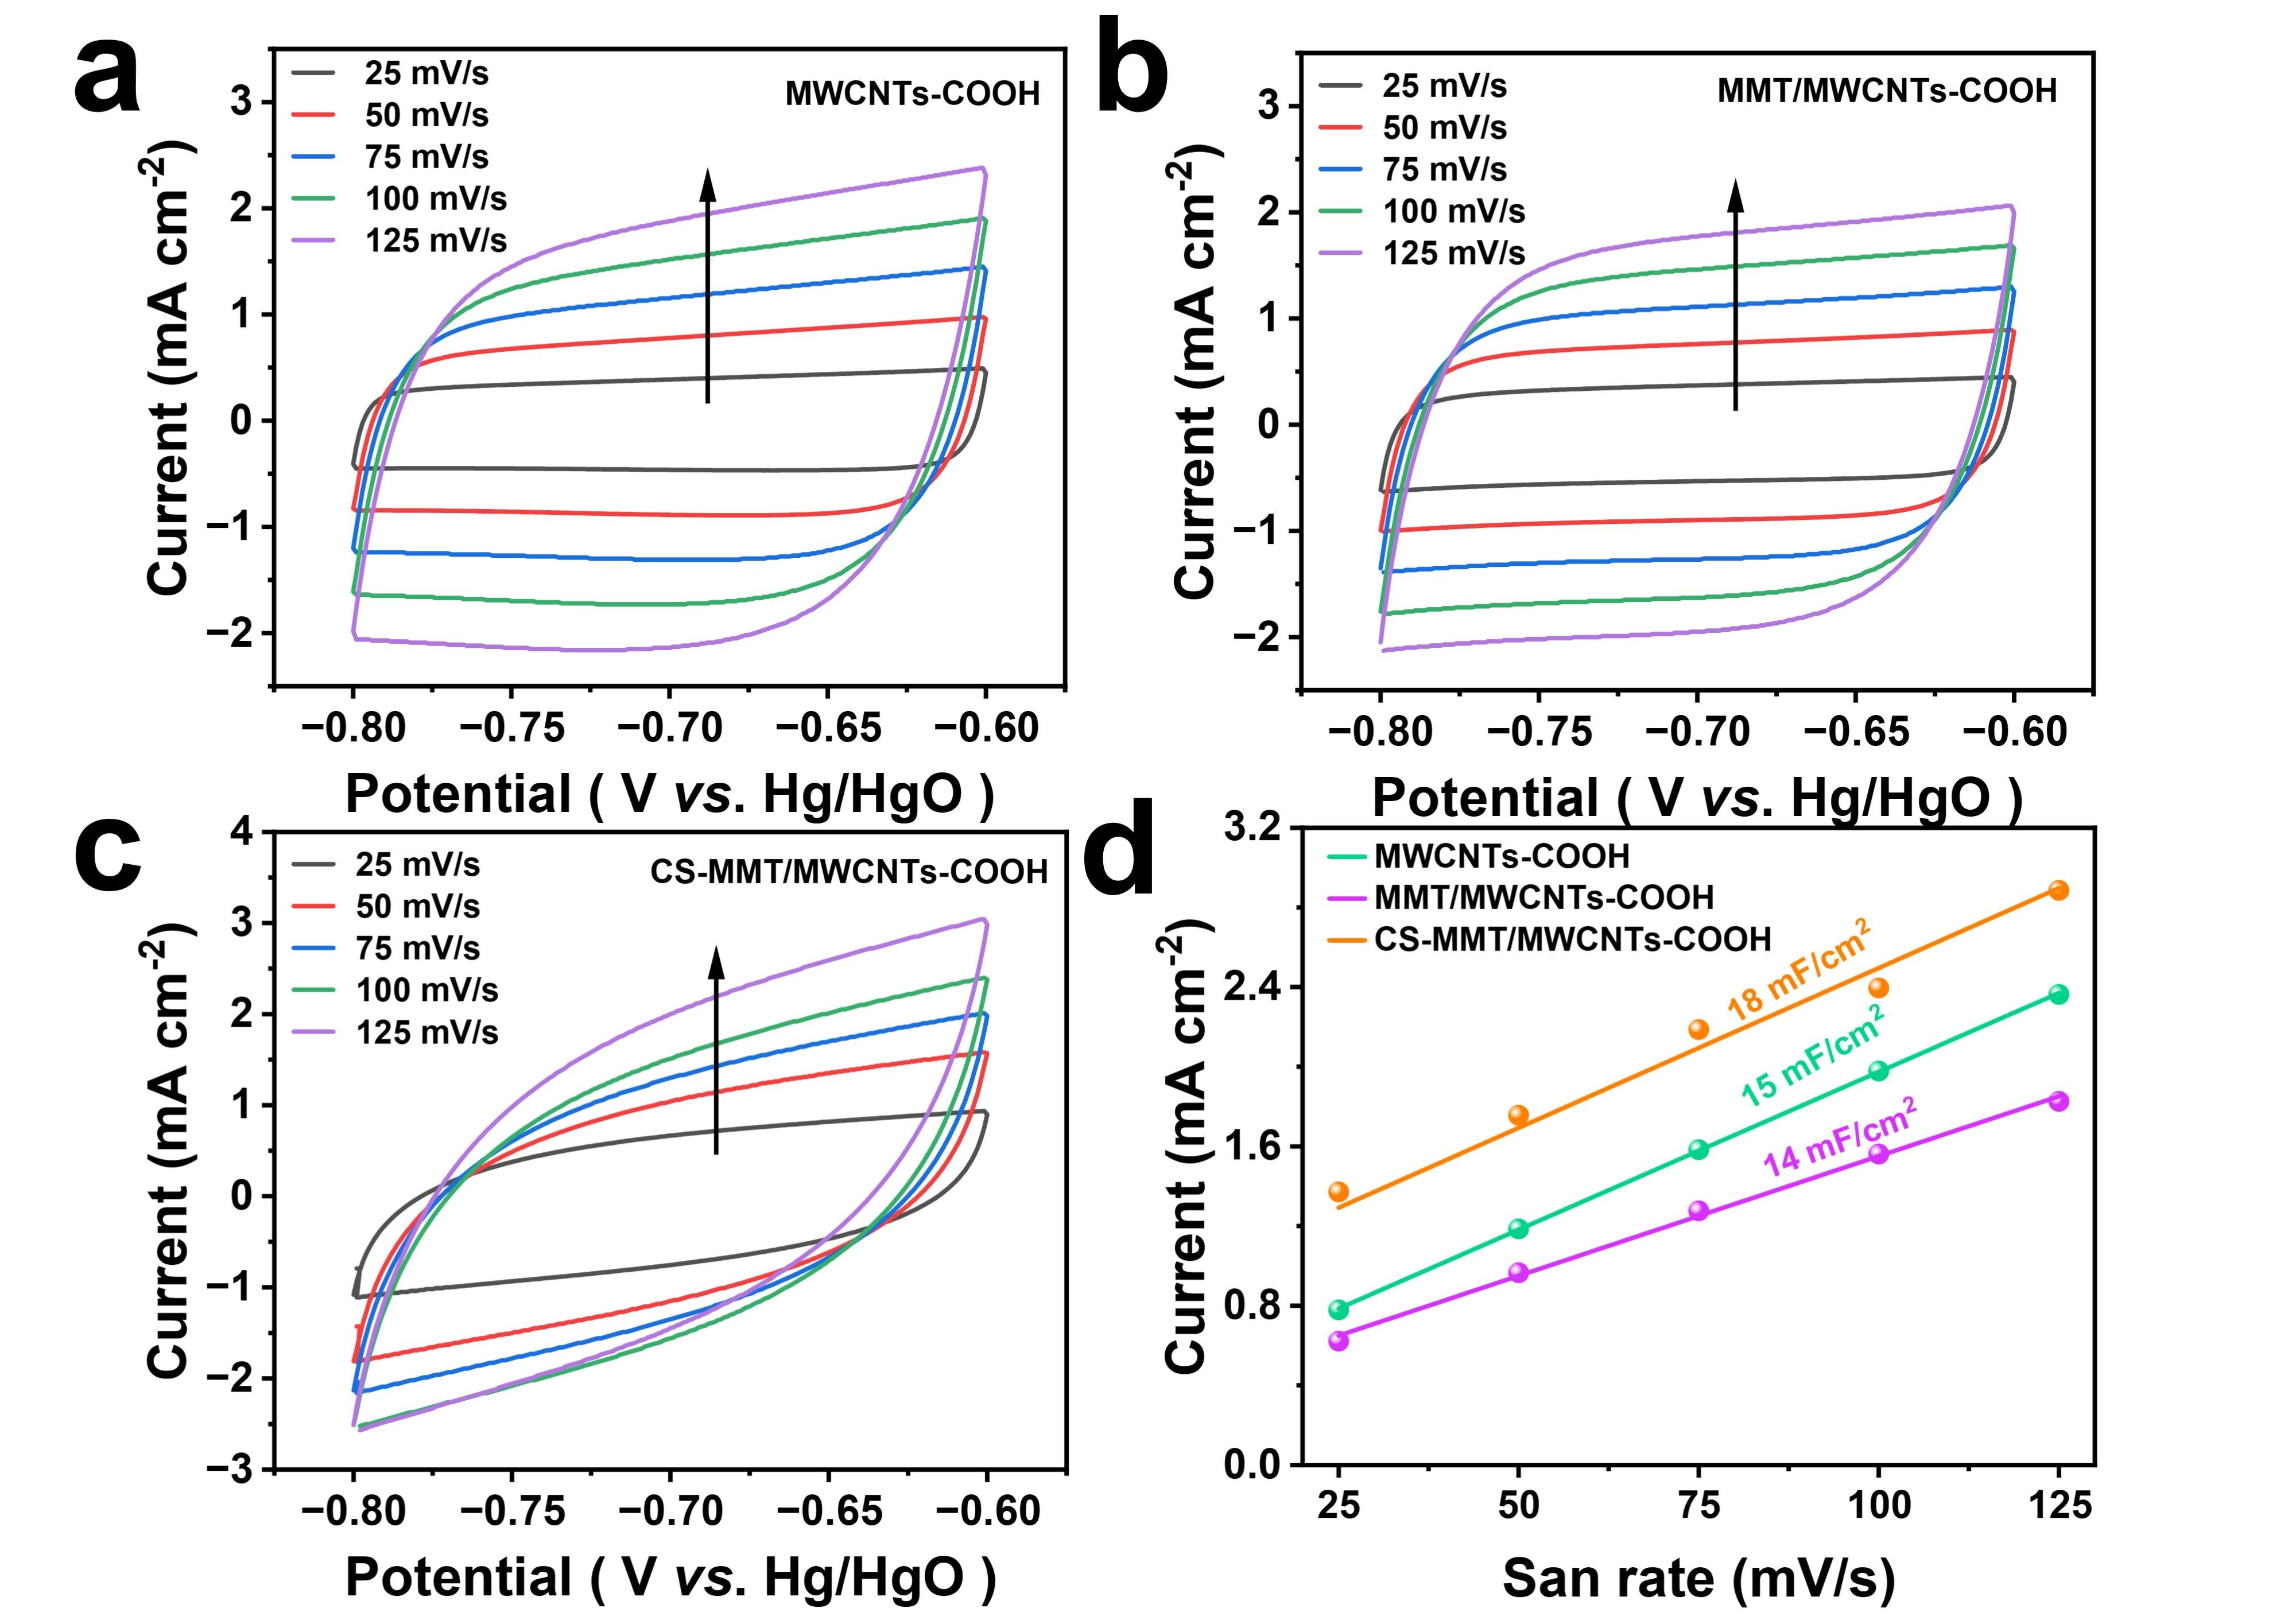 a
25 mV/s
50 mV/s
75 mV/s
100 mV/s
125 mV/s
MWCNTs-COOH
3
2
1
0
−1
−2
Current (mA cm⁻²)
−0.80 −0.75 −0.70 −0.65 −0.60
Potential ( V vs. Hg/HgO )
b
25 mV/s
50 mV/s
75 mV/s
100 mV/s
125 mV/s
MMT/MWCNTs-COOH
3
2
1
0
−1
−2
Current (mA cm⁻²)
−0.80 −0.75 −0.70 −0.65 −0.60
Potential ( V vs. Hg/HgO )
c
25 mV/s
50 mV/s
75 mV/s
100 mV/s
125 mV/s
CS-MMT/MWCNTs-COOH
4
3
2
1
0
−1
−2
−3
Current (mA cm⁻²)
−0.80 −0.75 −0.70 −0.65 −0.60
Potential ( V vs. Hg/HgO )
d
MWCNTs-COOH
MMT/MWCNTs-COOH
CS-MMT/MWCNTs-COOH
18 mF/cm²
15 mF/cm²
14 mF/cm²
3.2
2.4
1.6
0.8
0.0
Current (mA cm⁻²)
25 50 75 100 125
San rate (mV/s)